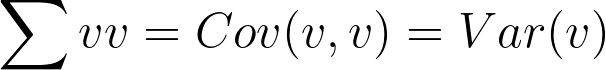 ∑ vv = Cov(v, v) = Var(v)